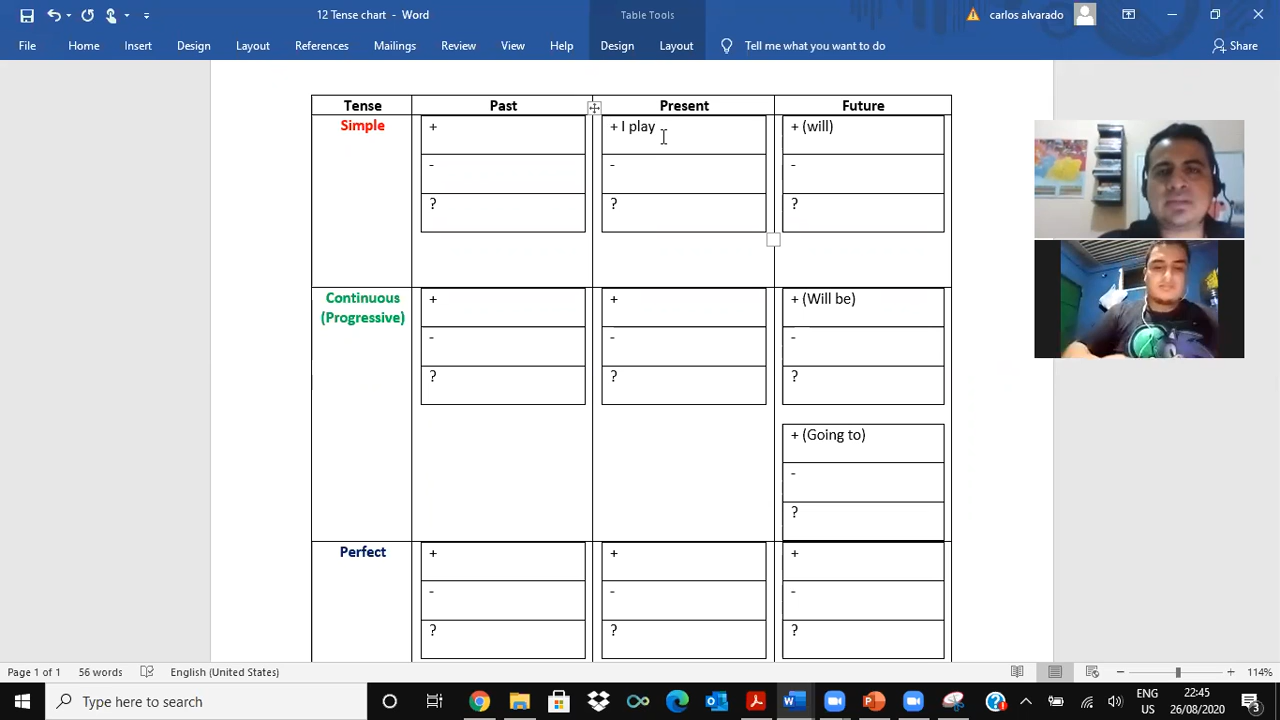 12 Tense chart - Word
Table Tools
carlos alvarado
File Home Insert Design Layout References Mailings Review View Help Design Layout Tell me what you want to do Share
Tense Past Present Future
Simple + + I play + (will)
- - -
? ? ?
Continuous + + + (Will be)
(Progressive) - - -
? ? ?
+ (Going to)
-
?
Perfect + + +
- - -
? ? ?
Page 1 of 1 56 words English (United States) 114%
Type here to search
ENG 22:45
US 26/08/2020 3